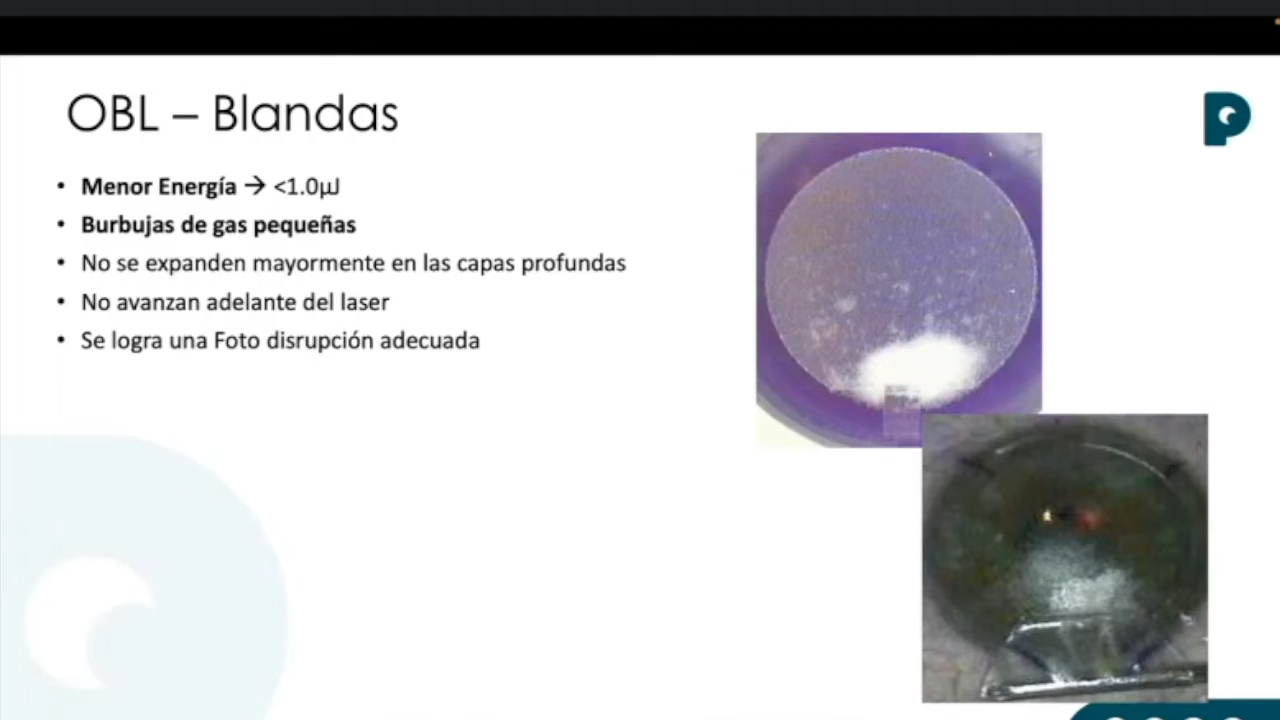 OBL – Blandas
• Menor Energía → <1.0µJ
• Burbujas de gas pequeñas
• No se expanden mayormente en las capas profundas
• No avanzan adelante del laser
• Se logra una Foto disrupción adecuada